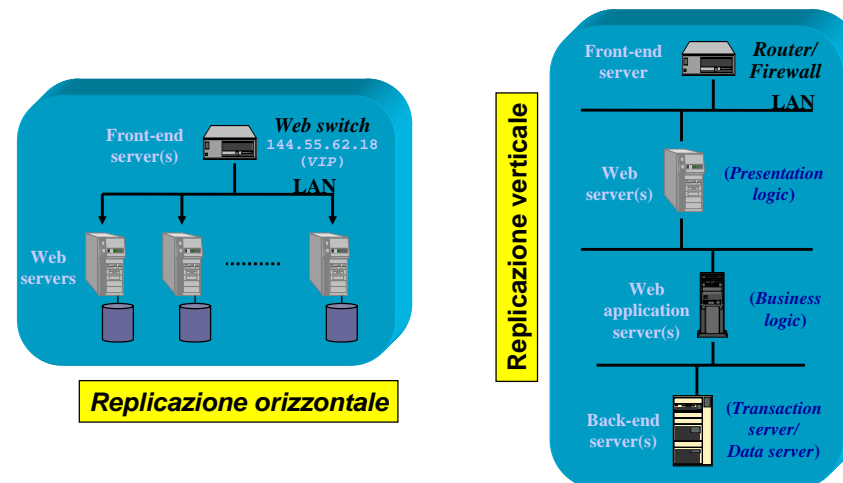 Front-end
server(s)
Web switch
144.55.62.18
(VIP)
LAN
Web
servers
Replicazione orizzontale
Replicazione verticale
Front-end
server
Router/
Firewall
LAN
Web
server(s)
(Presentation
logic)
Web
application
server(s)
(Business
logic)
Back-end
server(s)
(Transaction
server/
Data server)